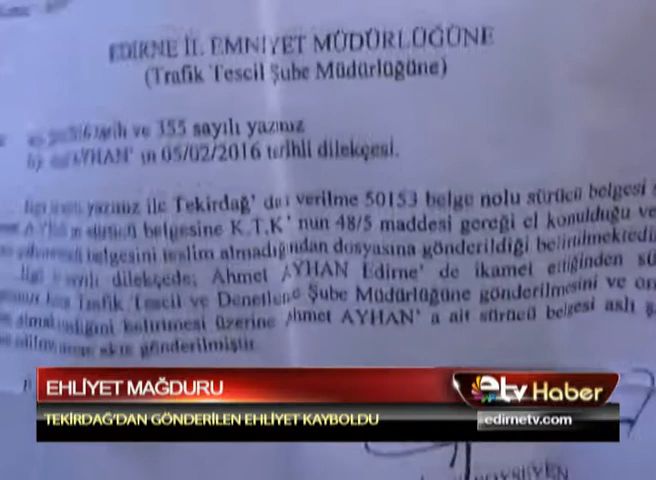 EDİRNE İL EMNİYET MÜDÜRLÜĞÜNE
(Trafik Tescil Şube Müdürlüğüne)
tarih ve 355 sayılı yazınız
AYHAN' ın 05/02/2016 tarihli dilekçesi.
yazınız ile Tekirdağ' da verilme 50153 belge nolu sürücü belgesi
sürücü belgesine K.T.K' nun 48/5 maddesi gereği el konulduğu ve
belgesini teslim almadığından dosyasına gönderildiği belirtilmektedi
dilekçede; Ahmet AYHAN Edirne' de ikamet ettiğinden sü
Trafik Tescil ve Denetleme Şube Müdürlüğüne gönderilmesini ve
belirtmesi üzerine Ahmet AYHAN' a ait sürücü belgesi aslı
gönderilmiştir.
EHLİYET MAĞDURU
etv Haber
TEKİRDAĞ'DAN GÖNDERİLEN EHLİYET KAYBOLDU
edirnetv.com